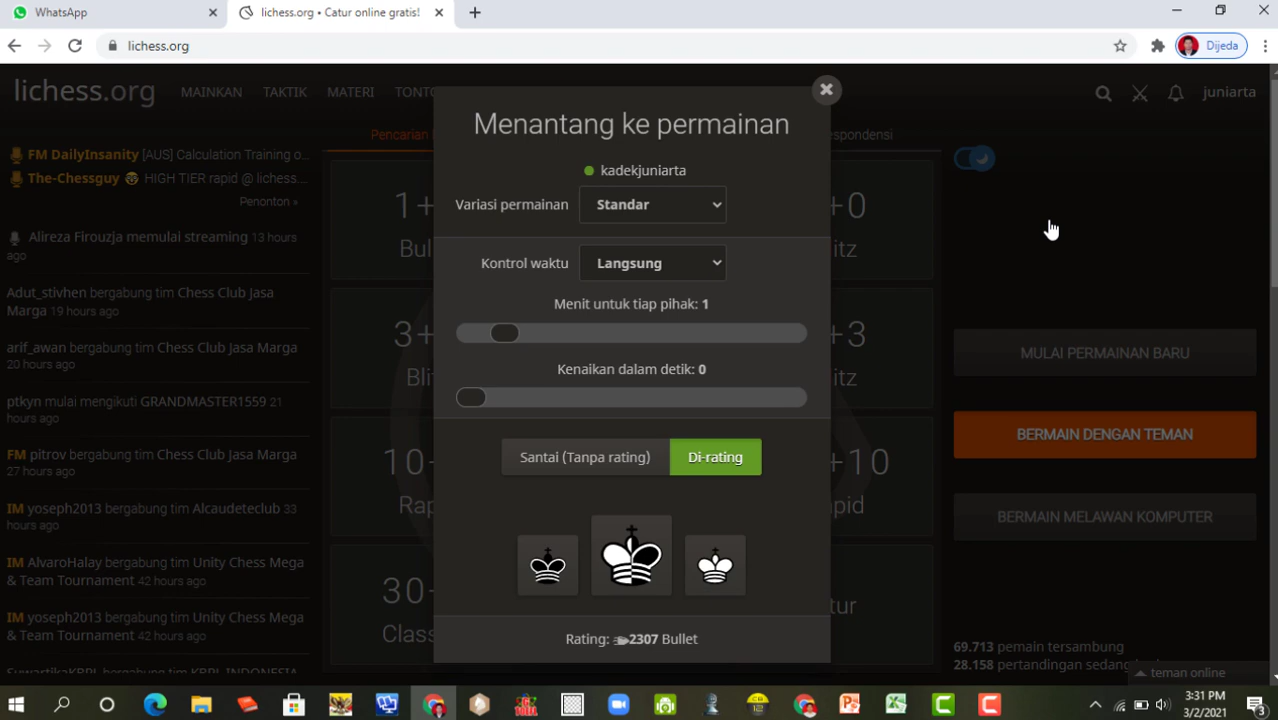 WhatsApp
lichess.org • Catur online gratis!
lichess.org
Dijeda
lichess.org
MAINKAN
TAKTIK
MATERI
juniarta
FM DailyInsanity [AUS] Calculation Training o...
The-Chessguy HIGH TIER rapid @ lichess....
Penonton »
Alireza Firouzja memulai streaming 13 hours
ago
Adut_stivhen bergabung tim Chess Club Jasa
Marga 19 hours ago
arif_awan bergabung tim Chess Club Jasa Marga
20 hours ago
ptkyn mulai mengikuti GRANDMASTER1559 21
hours ago
FM pitrov bergabung tim Chess Club Jasa Marga
27 hours ago
IM yoseph2013 bergabung tim Alcaudeteclub 33
hours ago
IM AlvaroHalay bergabung tim Unity Chess Mega
& Team Tournament 42 hours ago
IM yoseph2013 bergabung tim Unity Chess Mega
& Team Tournament 42 hours ago
Menantang ke permainan
kadekjuniarta
Variasi permainan
Standar
Kontrol waktu
Langsung
Menit untuk tiap pihak: 1
Kenaikan dalam detik: 0
Santai (Tanpa rating)
Di-rating
Rating: 2307 Bullet
MULAI PERMAINAN BARU
BERMAIN DENGAN TEMAN
BERMAIN MELAWAN KOMPUTER
69.713 pemain tersambung
28.158 pertandingan
teman online
3:31 PM
3/2/2021